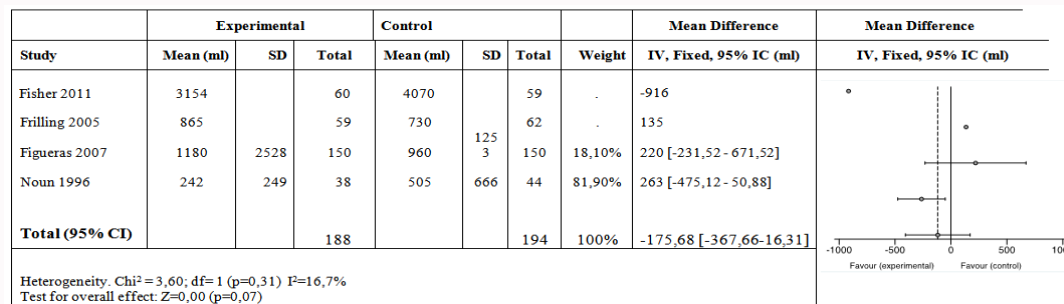 Experimental Control Mean Difference Mean Difference
Study Mean (ml) SD Total Mean (ml) SD Total Weight IV, Fixed, 95% IC (ml) IV, Fixed, 95% IC (ml)
Fisher 2011 3154 60 4070 59 . -916
Frilling 2005 865 59 730 62 . 135
Figueras 2007 1180 2528 150 960 1253 150 18,10% 220 [-231,52 - 671,52]
Noun 1996 242 249 38 505 666 44 81,90% 263 [-475,12 - 50,88]
Total (95% CI) 188 194 100% -175,68 [-367,66-16,31]
-1000 -500 0 500 100
Favour (experimental) Favour (control)
Heterogeneity. Chi² = 3,60; df= 1 (p=0,31) I²=16,7%
Test for overall effect: Z=0,00 (p=0,07)